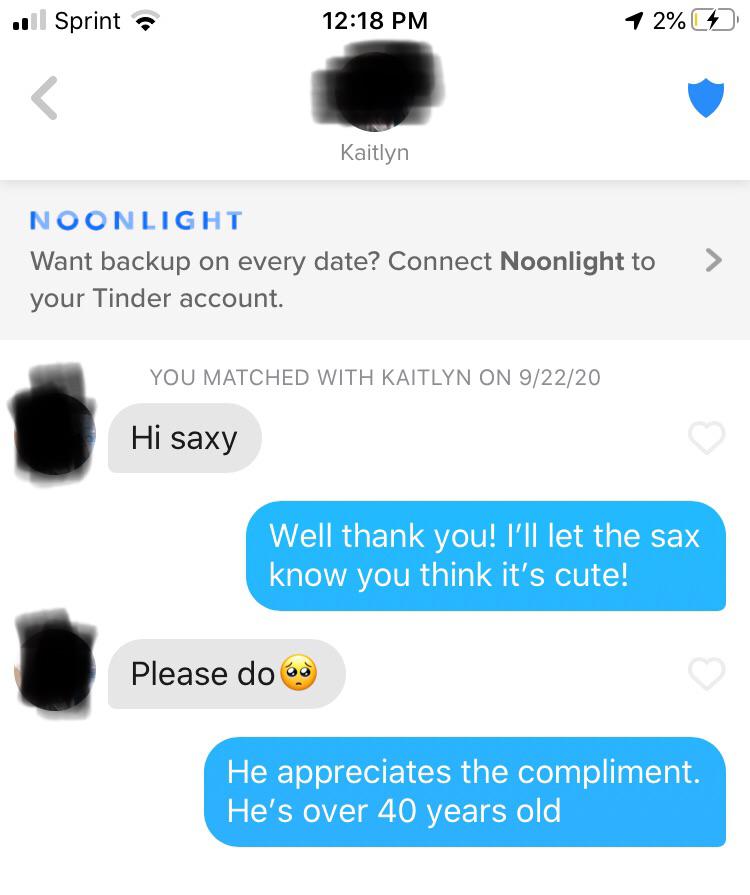 Sprint 12:18 PM 2%
Kaitlyn
NOONLIGHT
Want backup on every date? Connect Noonlight to
your Tinder account.
YOU MATCHED WITH KAITLYN ON 9/22/20
Hi saxy
Well thank you! I’ll let the sax
know you think it’s cute!
Please do🥺
He appreciates the compliment.
He’s over 40 years old